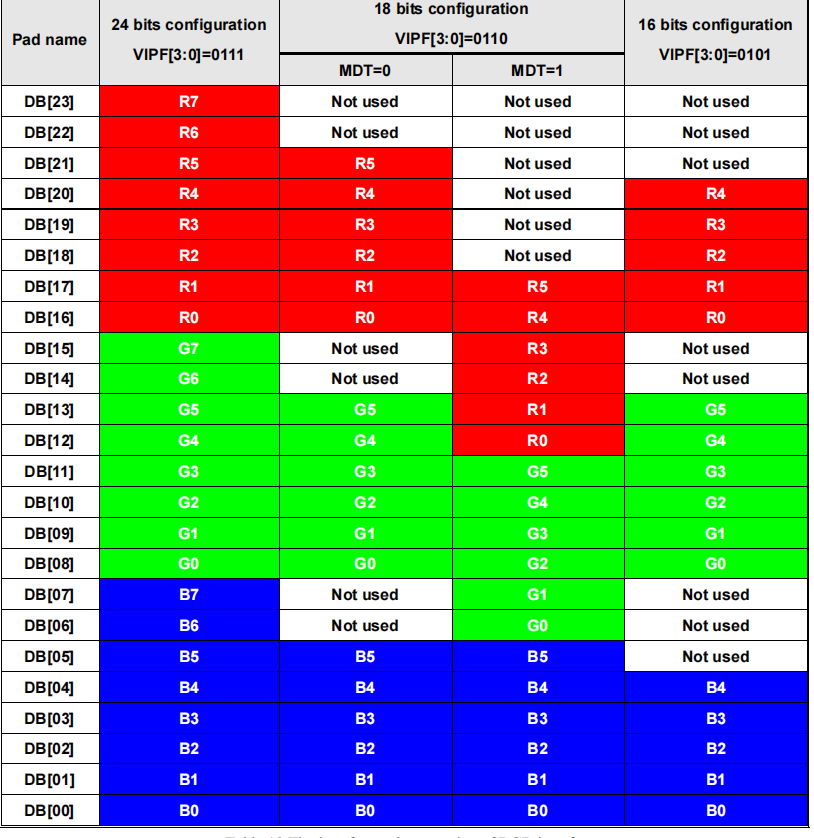 Pad name 24 bits configuration VIPF[3:0]=0111 18 bits configuration VIPF[3:0]=0110 16 bits configuration VIPF[3:0]=0101
MDT=0 MDT=1
DB[23] R7 Not used Not used Not used
DB[22] R6 Not used Not used Not used
DB[21] R5 R5 Not used Not used
DB[20] R4 R4 Not used R4
DB[19] R3 R3 Not used R3
DB[18] R2 R2 Not used R2
DB[17] R1 R1 R5 R1
DB[16] R0 R0 R4 R0
DB[15] G7 Not used R3 Not used
DB[14] G6 Not used R2 Not used
DB[13] G5 G5 R1 G5
DB[12] G4 G4 R0 G4
DB[11] G3 G3 G5 G3
DB[10] G2 G2 G4 G2
DB[09] G1 G1 G3 G1
DB[08] G0 G0 G2 G0
DB[07] B7 Not used G1 Not used
DB[06] B6 Not used G0 Not used
DB[05] B5 B5 B5 Not used
DB[04] B4 B4 B4 B4
DB[03] B3 B3 B3 B3
DB[02] B2 B2 B2 B2
DB[01] B1 B1 B1 B1
DB[00] B0 B0 B0 B0